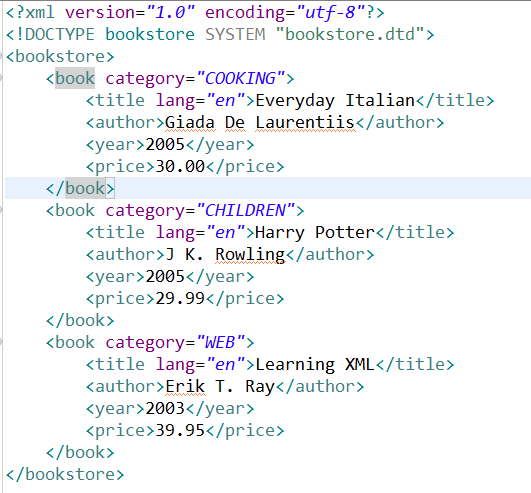 <?xml version="1.0" encoding="utf-8"?>
<!DOCTYPE bookstore SYSTEM "bookstore.dtd">
<bookstore>
    <book category="COOKING">
        <title lang="en">Everyday Italian</title>
        <author>Giada De Laurentiis</author>
        <year>2005</year>
        <price>30.00</price>
    </book>
    <book category="CHILDREN">
        <title lang="en">Harry Potter</title>
        <author>J K. Rowling</author>
        <year>2005</year>
        <price>29.99</price>
    </book>
    <book category="WEB">
        <title lang="en">Learning XML</title>
        <author>Erik T. Ray</author>
        <year>2003</year>
        <price>39.95</price>
    </book>
</bookstore>